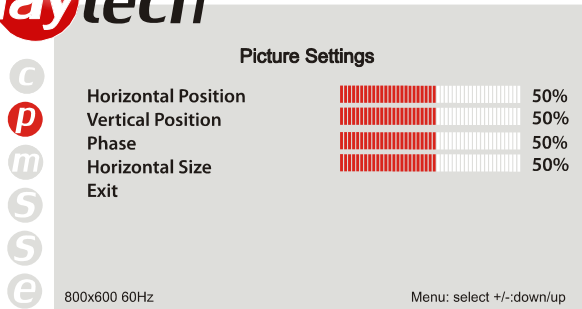 aytech
Picture Settings
c
p
m
s
s
e
Horizontal Position 50%
Vertical Position 50%
Phase 50%
Horizontal Size 50%
Exit
800x600 60Hz Menu: select +/-:down/up